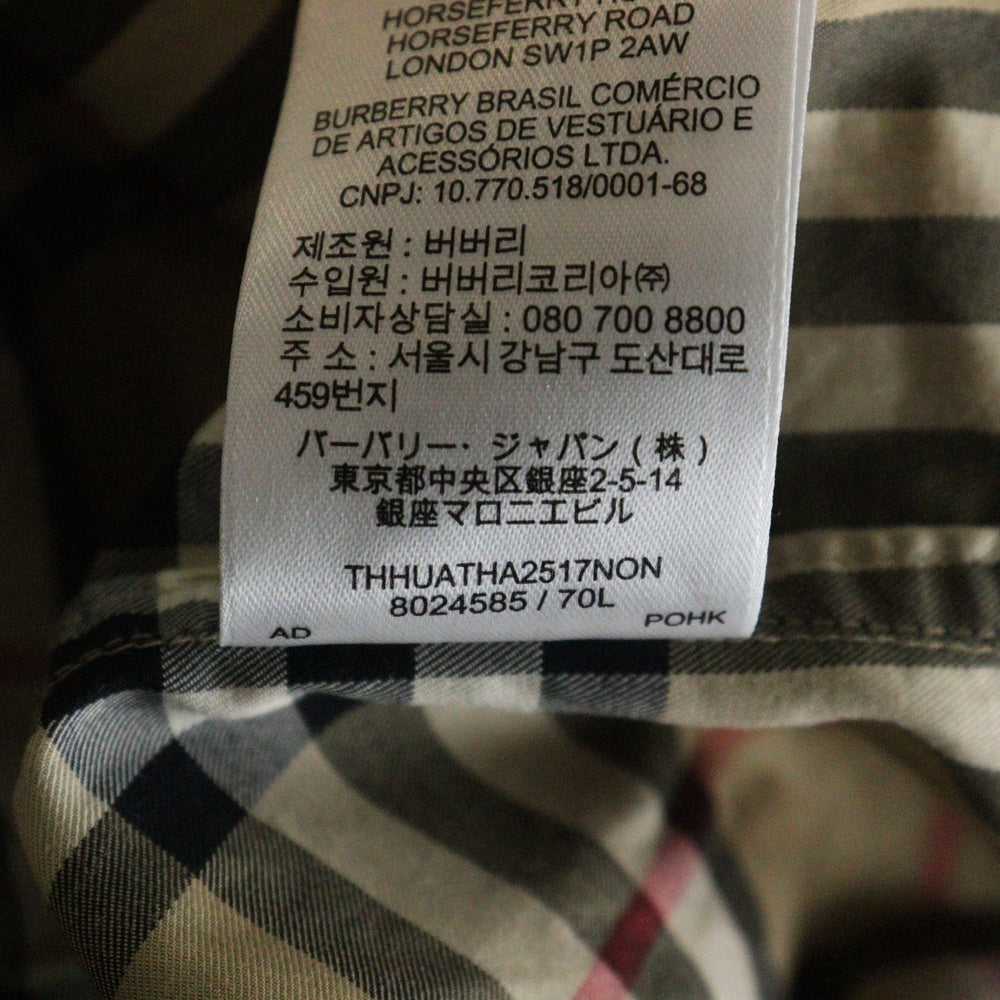 HORSEFERRY
HORSEFERRY ROAD
LONDON SW1P 2AW
BURBERRY BRASIL COMÉRCIO
DE ARTIGOS DE VESTUÁRIO E
ACESSÓRIOS LTDA.
CNPJ: 10.770.518/0001-68
제조원 : 버버리
수입원 : 버버리코리아㈜
소비자상담실 : 080 700 8800
주 소 : 서울시 강남구 도산대로
459번지
バーバリー・ジャパン(株)
東京都中央区銀座2-5-14
銀座マロニエビル
THHUATHA2517NON
8024585 / 70L
AD
POHK